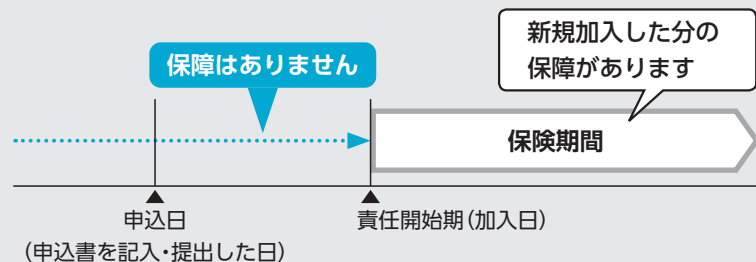 新規加入した分の
保障があります
保障はありません
保険期間
申込日
(申込書を記入・提出した日)
責任開始期(加入日)